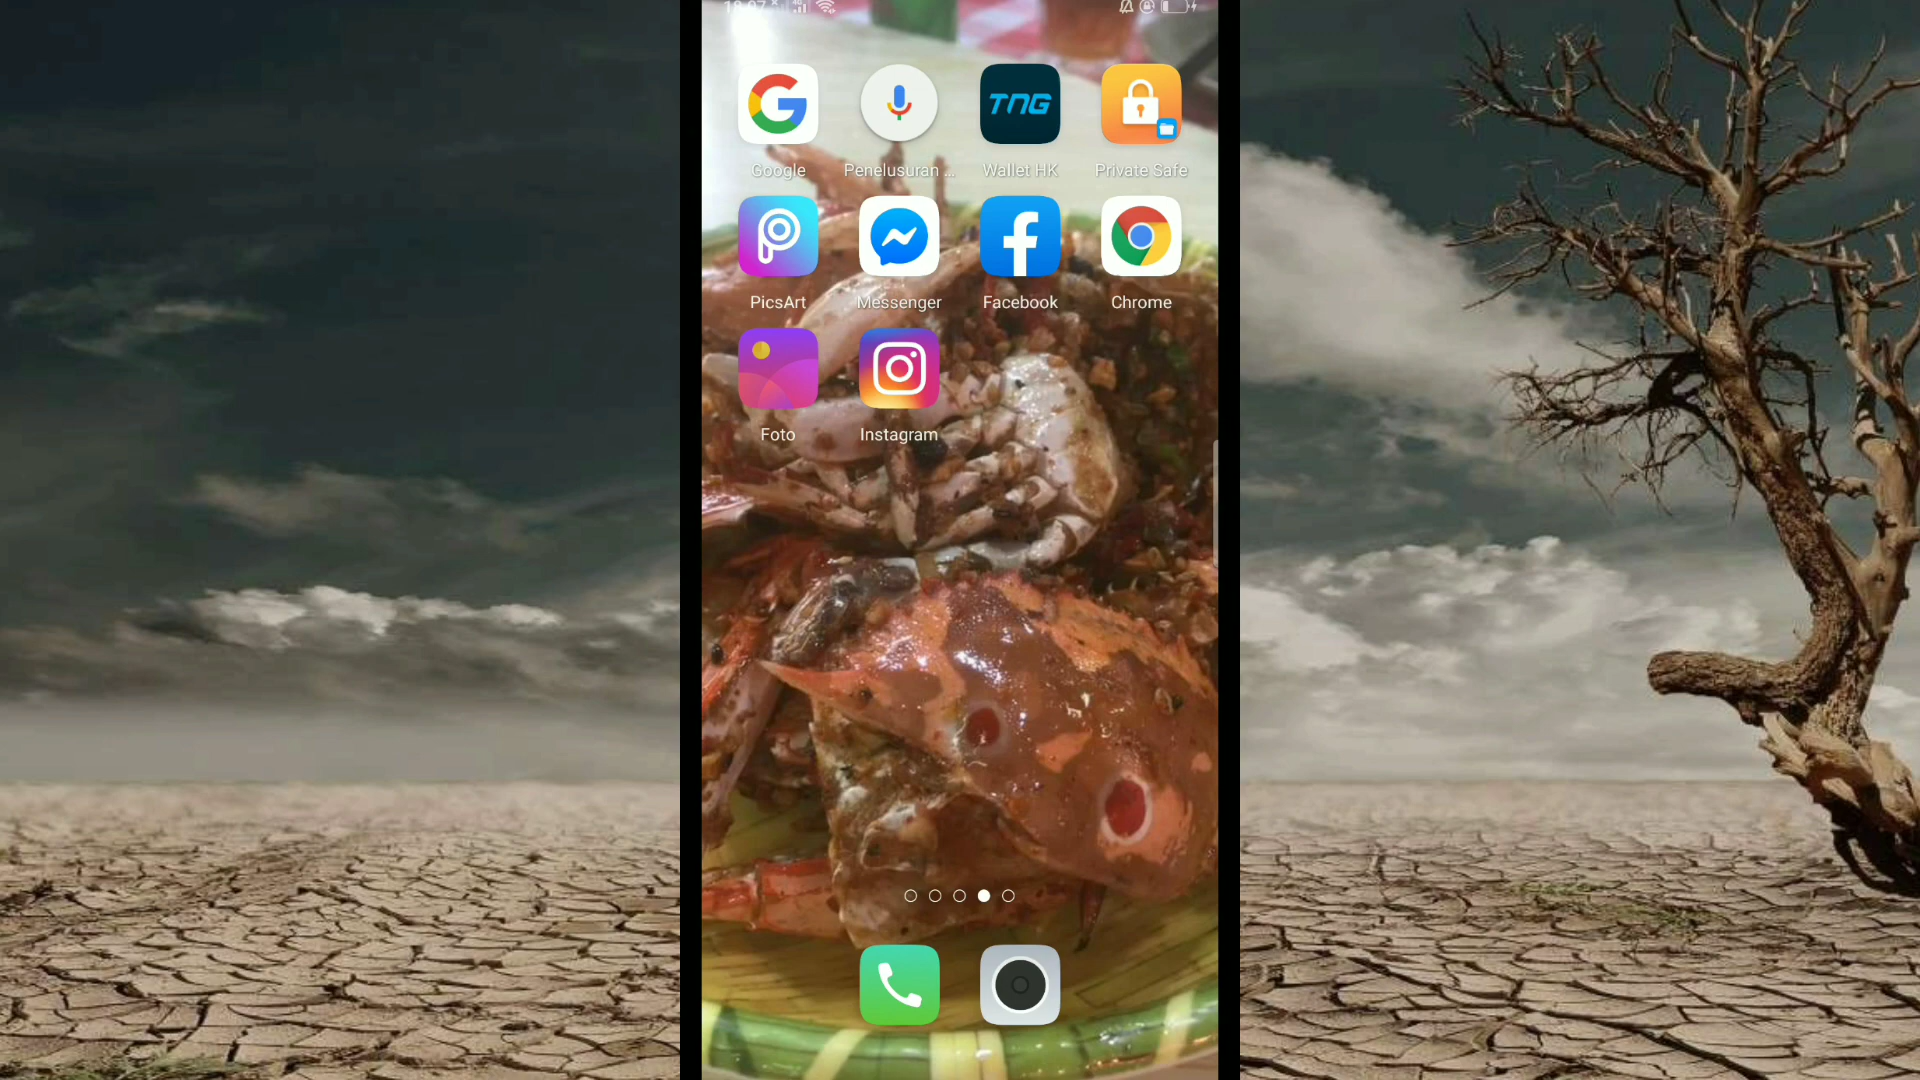 TNG
Google
Penelusuran ...
Wallet HK
Private Safe
PicsArt
Messenger
Facebook
Chrome
Foto
Instagram